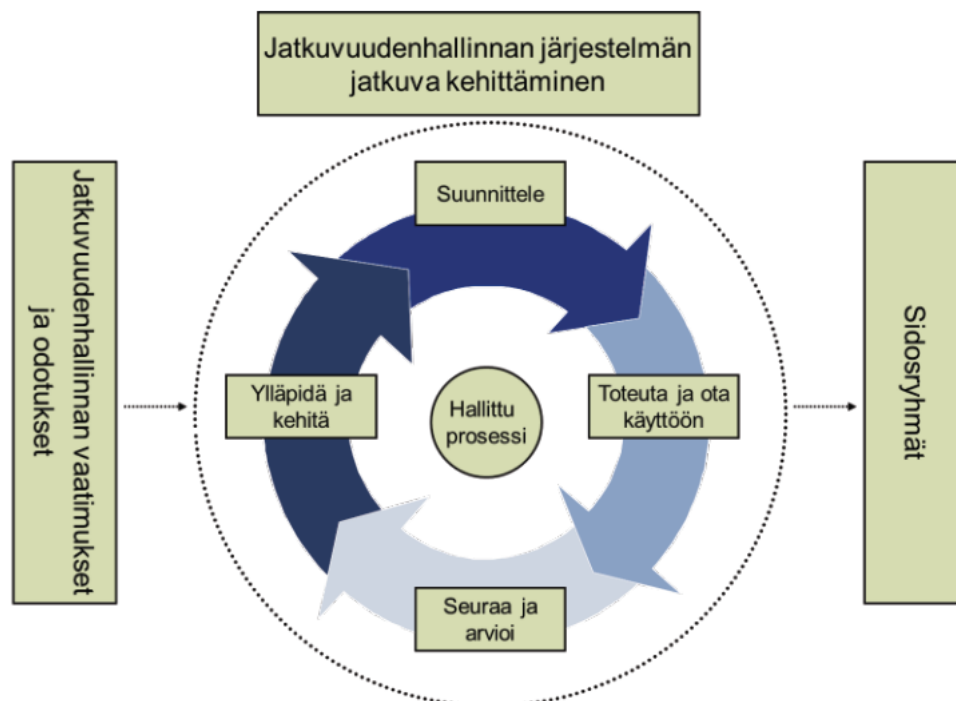 Jatkuvuudenhallinnan järjestelmän
jatkuva kehittäminen
Jatkuvuudenhallinnan vaatimukset
ja odotukset
Suunnittele
Ylläpidä ja
kehitä
Hallittu
prosessi
Toteuta ja ota
käyttöön
Seuraa ja
arvioi
Sidosryhmät